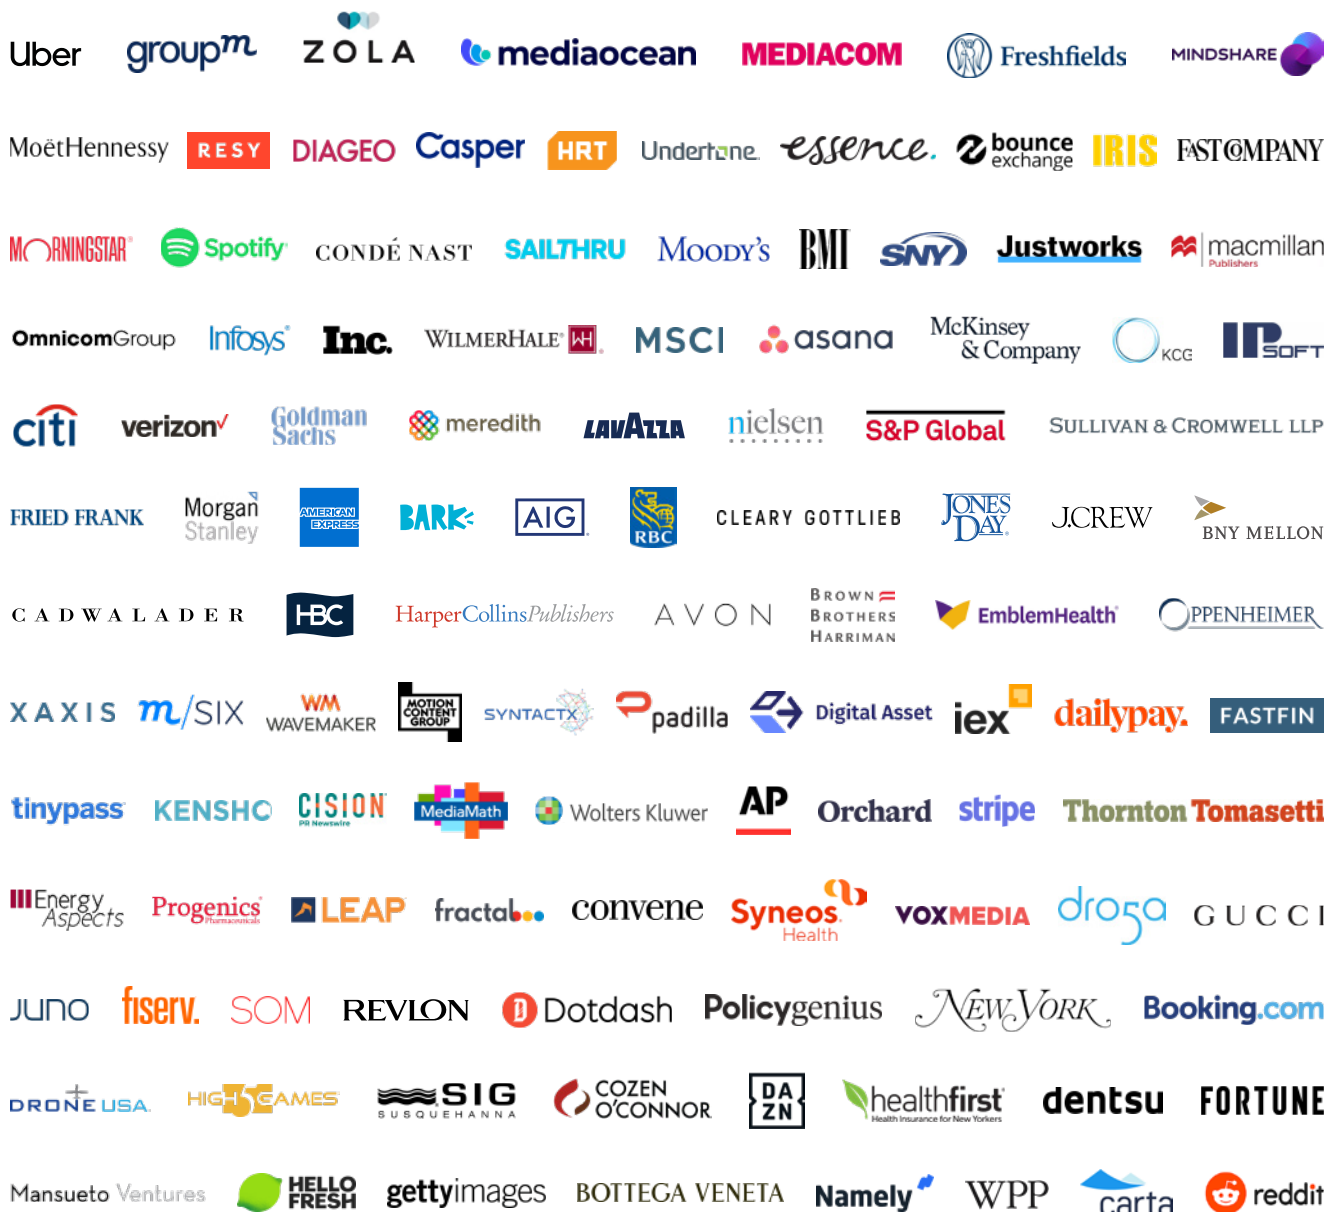 Uber groupm ZOLA mediaocean MEDIACOM Freshfields MINDSHARE
MoëtHennessy RESY DIAGEO Casper HRT Undertone essence. bounce exchange IRIS FAST COMPANY
MORNINGSTAR Spotify CONDÉ NAST SAILTHRU MOODY'S BMI SNY Justworks macmillan Publishers
OmnicomGroup Infosys Inc. WILMERHALE WH MSCI asana McKinsey & Company KCG IPSOFT
citi verizon Goldman Sachs meredith LAVAZZA nielsen S&P Global SULLIVAN & CROMWELL LLP
FRIED FRANK Morgan Stanley AMERICAN EXPRESS BARK AIG RBC CLEARY GOTTLIEB JONES DAY J.CREW BNY MELLON
CADWALADER HBC HarperCollinsPublishers AVON BROWN BROTHERS HARRIMAN EmblemHealth OPPENHEIMER
XAXIS m/SIX WM WAVEMAKER MOTION CONTENT GROUP SYNTACTX padilla Digital Asset iex dailypay. FASTFIN
tinypass KENSHO CISION PR Newswire MediaMath Wolters Kluwer AP Orchard stripe Thornton Tomasetti
Energy Aspects Progenics Pharmaceuticals LEAP fractal convene Syneos Health VOXMEDIA droga5 GUCCI
JUNO fiserv. SOM REVLON Dotdash Policygenius NEW YORK Booking.com
DRONE USA HIGH 5 GAMES SIG SUSQUEHANNA COZEN O'CONNOR DAZN healthfirst Health Insurance for New Yorkers dentsu FORTUNE
Mansueto Ventures HELLO FRESH gettyimages BOTTEGA VENETA Namely WPP carta reddit